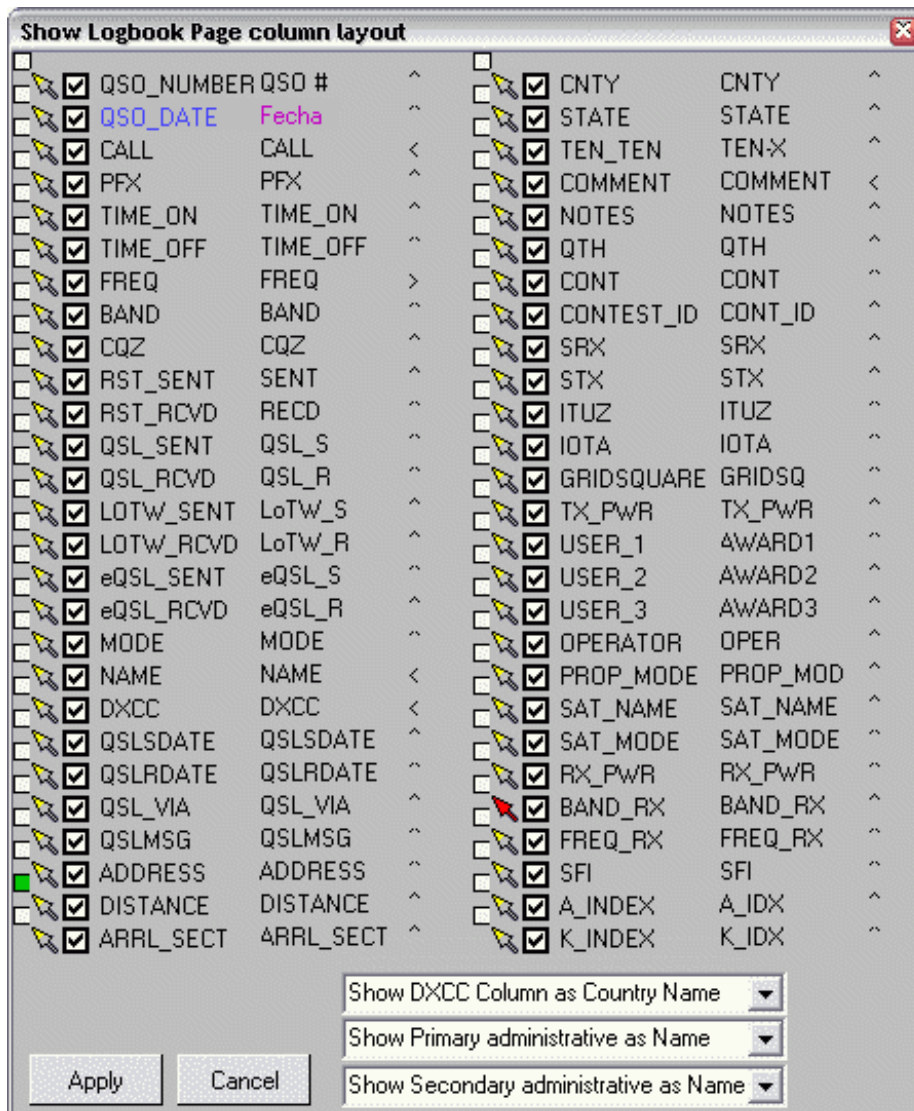 Show Logbook Page column layout
QSO_NUMBER QSO # ^
QSO_DATE Fecha ^
CALL CALL <
PFX PFX ^
TIME_ON TIME_ON ^
TIME_OFF TIME_OFF ^
FREQ FREQ >
BAND BAND ^
CQZ CQZ ^
RST_SENT SENT ^
RST_RCVD RECD ^
QSL_SENT QSL_S ^
QSL_RCVD QSL_R ^
LOTW_SENT LoTW_S ^
LOTW_RCVD LoTW_R ^
eQSL_SENT eQSL_S ^
eQSL_RCVD eQSL_R ^
MODE MODE ^
NAME NAME <
DXCC DXCC <
QSLSDATE QSLSDATE ^
QSLRDATE QSLRDATE ^
QSL_VIA QSL_VIA ^
QSLMSG QSLMSG ^
ADDRESS ADDRESS ^
DISTANCE DISTANCE ^
ARRL_SECT ARRL_SECT ^
CNTY CNTY ^
STATE STATE ^
TEN_TEN TEN-X ^
COMMENT COMMENT <
NOTES NOTES ^
QTH QTH ^
CONT CONT ^
CONTEST_ID CONT_ID ^
SRX SRX ^
STX STX ^
ITUZ ITUZ ^
IOTA IOTA ^
GRIDSQUARE GRIDSQ ^
TX_PWR TX_PWR ^
USER_1 AWARD1 ^
USER_2 AWARD2 ^
USER_3 AWARD3 ^
OPERATOR OPER ^
PROP_MODE PROP_MOD ^
SAT_NAME SAT_NAME ^
SAT_MODE SAT_MODE ^
RX_PWR RX_PWR ^
BAND_RX BAND_RX ^
FREQ_RX FREQ_RX ^
SFI SFI ^
A_INDEX A_IDX ^
K_INDEX K_IDX ^
Show DXCC Column as Country Name
Show Primary administrative as Name
Show Secondary administrative as Name
Apply Cancel